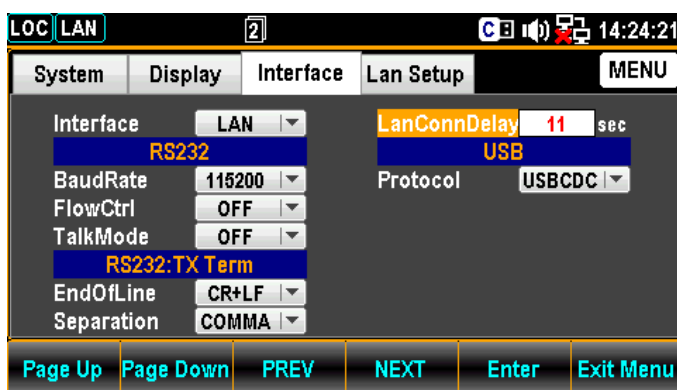 LOC LAN 2 C 14:24:21
System Display Interface Lan Setup MENU
Interface LAN
RS232
BaudRate 115200
FlowCtrl OFF
TalkMode OFF
RS232:TX Term
EndOfLine CR+LF
Separation COMMA
LanConnDelay 11 sec
USB
Protocol USBCDC
Page Up Page Down PREV NEXT Enter Exit Menu